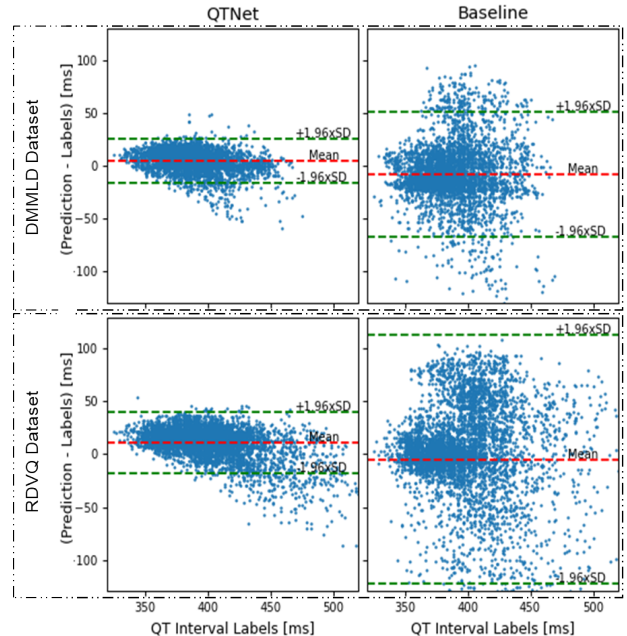 QTNet
Baseline
DMMLD Dataset
(Prediction - Labels) [ms]
100
50
0
−50
-100
+1.96xSD
Mean
-1.96xSD
+1.96xSD
Mean
-1.96xSD
RDVQ Dataset
(Prediction - Labels) [ms]
100
50
0
−50
-100
+1.96xSD
Mean
-1.96xSD
+1.96xSD
Mean
-1.96xSD
350 400 450 500
350 400 450 500
QT Interval Labels [ms]
QT Interval Labels [ms]